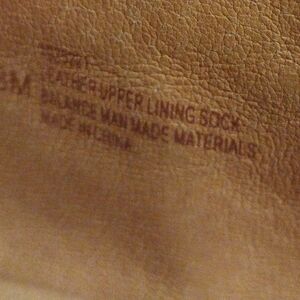 M
LEATHER UPPER LINING SOCK
BALANCE MAN MADE MATERIALS
MADE IN CHINA